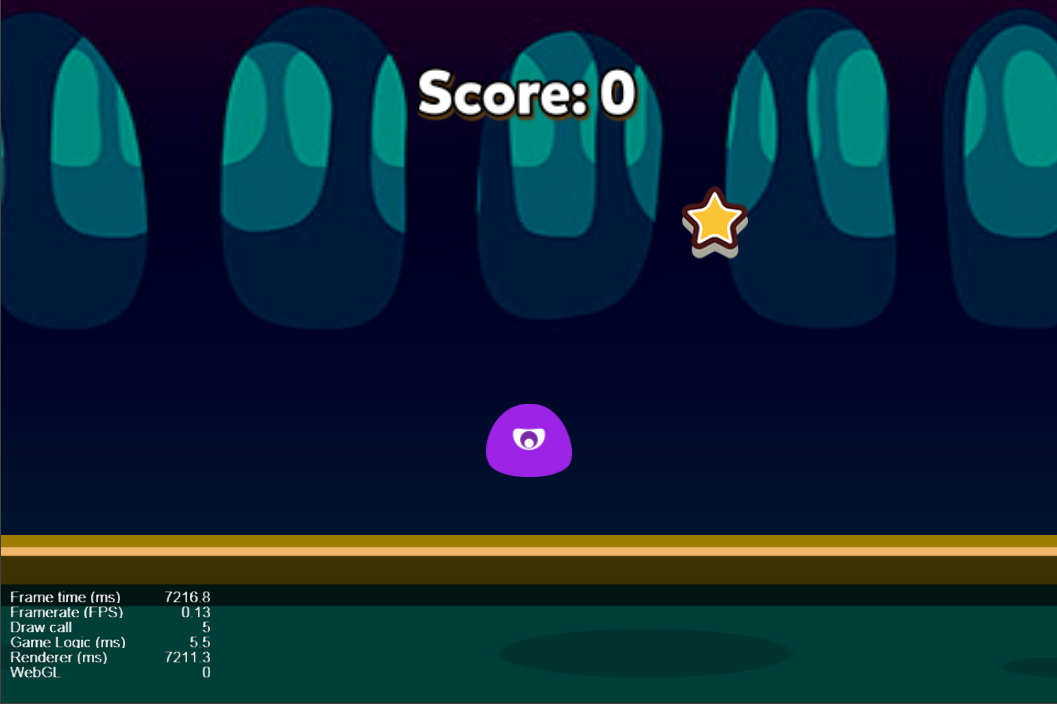 Score: 0
Frame time (ms) 7216.8
Framerate (FPS) 0.13
Draw call 5
Game Logic (ms) 5.5
Renderer (ms) 7211.3
WebGL 0